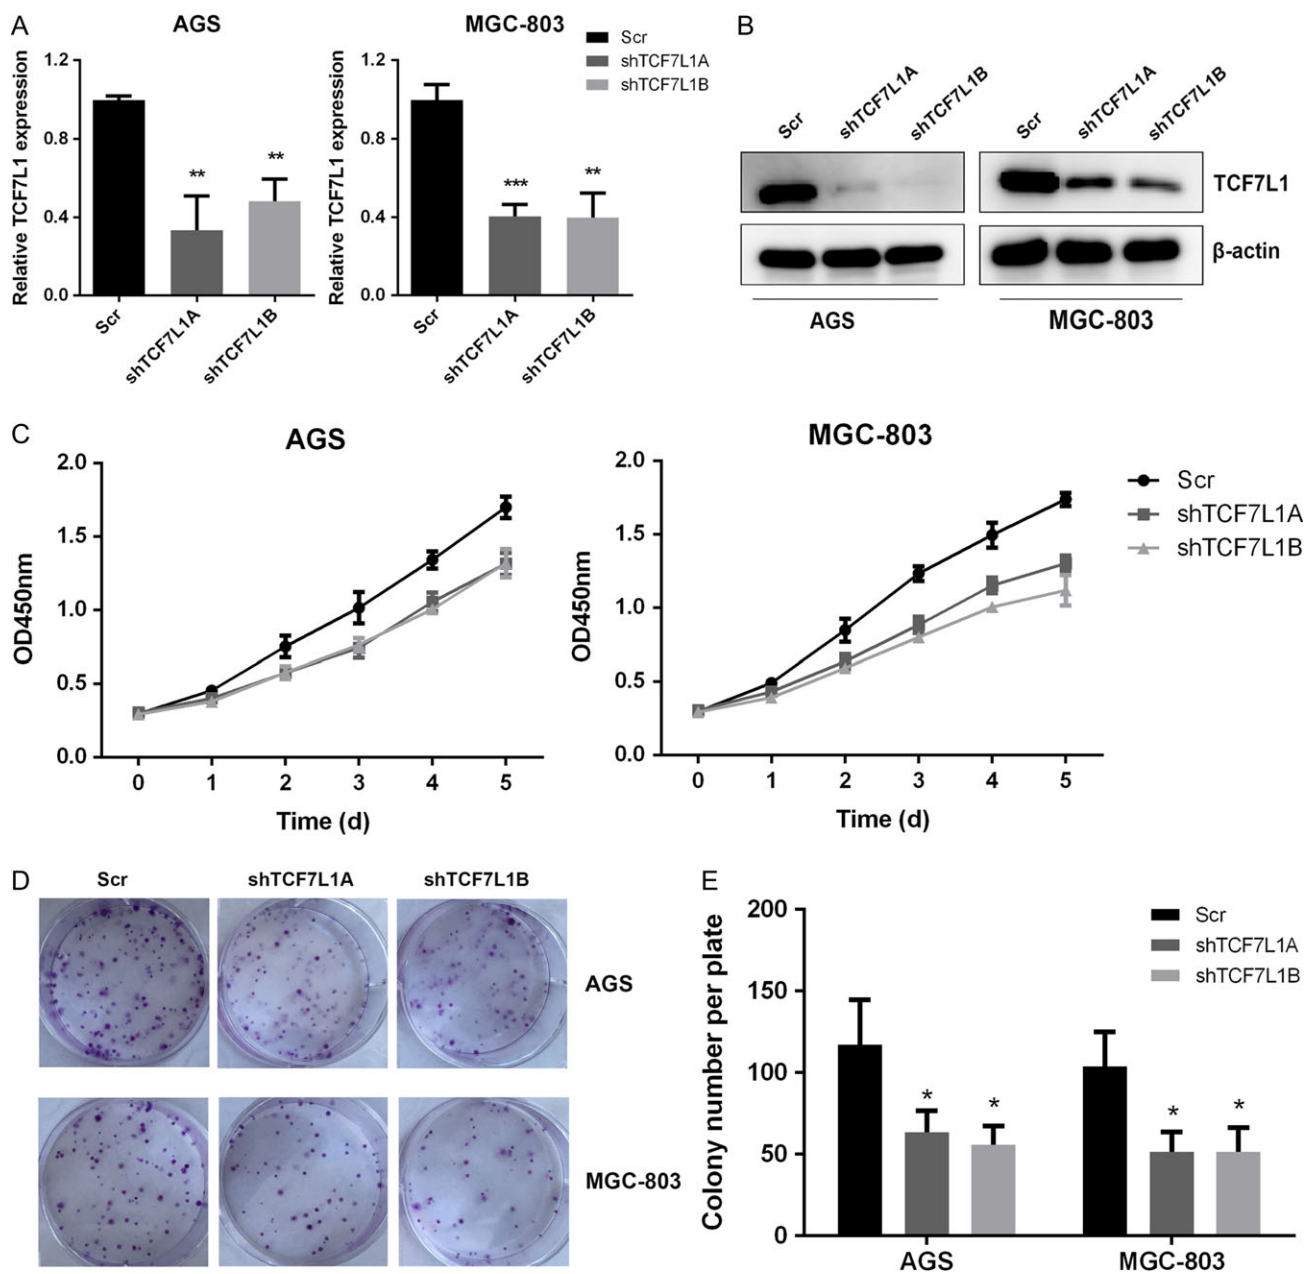 A
AGS
MGC-803
Scr
shTCF7L1A
shTCF7L1B
Relative TCF7L1 expression
1.2
0.8
0.4
0.0
**
**
Scr
shTCF7L1A
shTCF7L1B
Relative TCF7L1 expression
1.2
0.8
0.4
0.0
***
**
Scr
shTCF7L1A
shTCF7L1B
B
Scr
shTCF7L1A
shTCF7L1B
Scr
shTCF7L1A
shTCF7L1B
TCF7L1
β-actin
AGS
MGC-803
C
AGS
OD450nm
2.0
1.5
1.0
0.5
0.0
0 1 2 3 4 5
Time (d)
MGC-803
OD450nm
2.0
1.5
1.0
0.5
0.0
0 1 2 3 4 5
Time (d)
Scr
shTCF7L1A
shTCF7L1B
D
Scr shTCF7L1A shTCF7L1B
AGS
MGC-803
E
Colony number per plate
200
150
100
50
0
Scr
shTCF7L1A
shTCF7L1B
* *
* *
AGS MGC-803